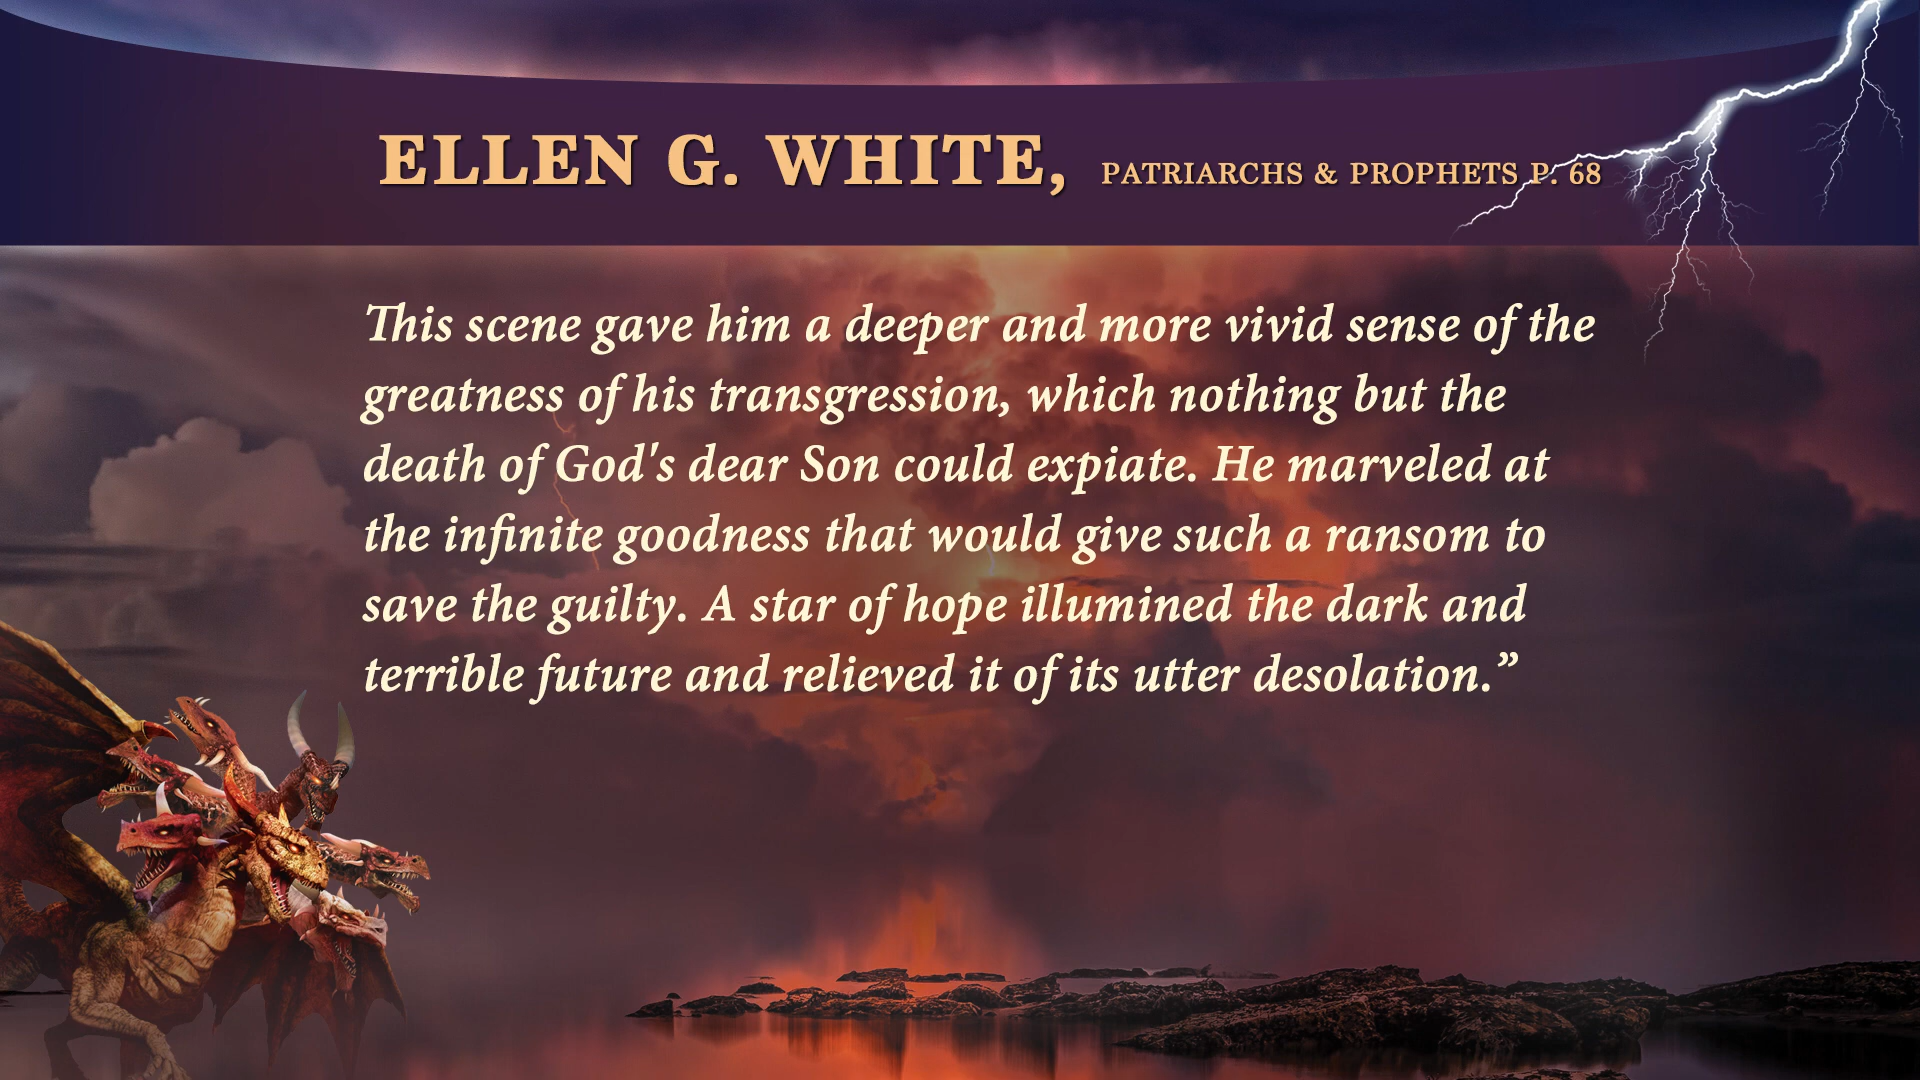 ELLEN G. WHITE, PATRIARCHS & PROPHETS P. 68
This scene gave him a deeper and more vivid sense of the
greatness of his transgression, which nothing but the
death of God's dear Son could expiate. He marveled at
the infinite goodness that would give such a ransom to
save the guilty. A star of hope illumined the dark and
terrible future and relieved it of its utter desolation.”